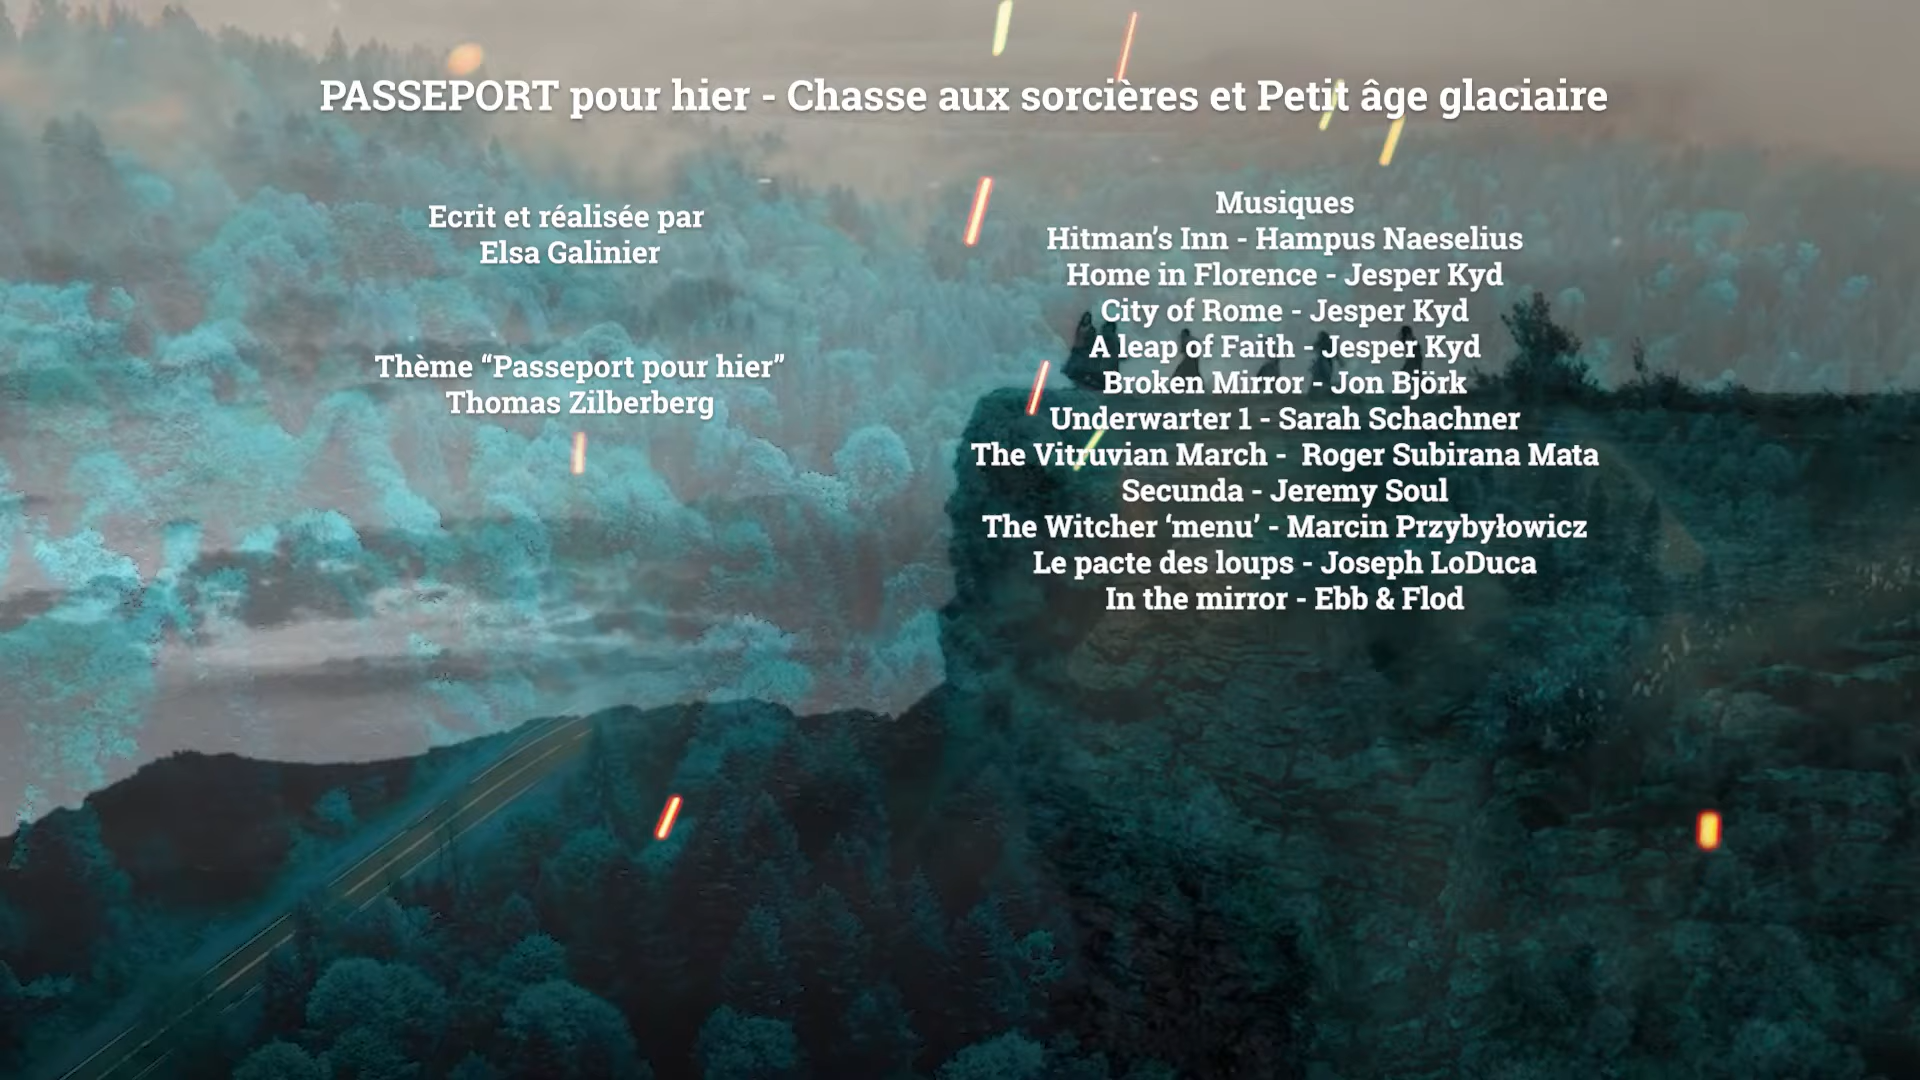 PASSEPORT pour hier - Chasse aux sorcières et Petit âge glaciaire
Ecrit et réalisée par
Elsa Galinier
Thème “Passeport pour hier”
Thomas Zilberberg
Musiques
Hitman’s Inn - Hampus Naeselius
Home in Florence - Jesper Kyd
City of Rome - Jesper Kyd
A leap of Faith - Jesper Kyd
Broken Mirror - Jon Björk
Underwarter 1 - Sarah Schachner
The Vitruvian March -  Roger Subirana Mata
Secunda - Jeremy Soul
The Witcher ‘menu’ - Marcin Przybyłowicz
Le pacte des loups - Joseph LoDuca
In the mirror - Ebb & Flod